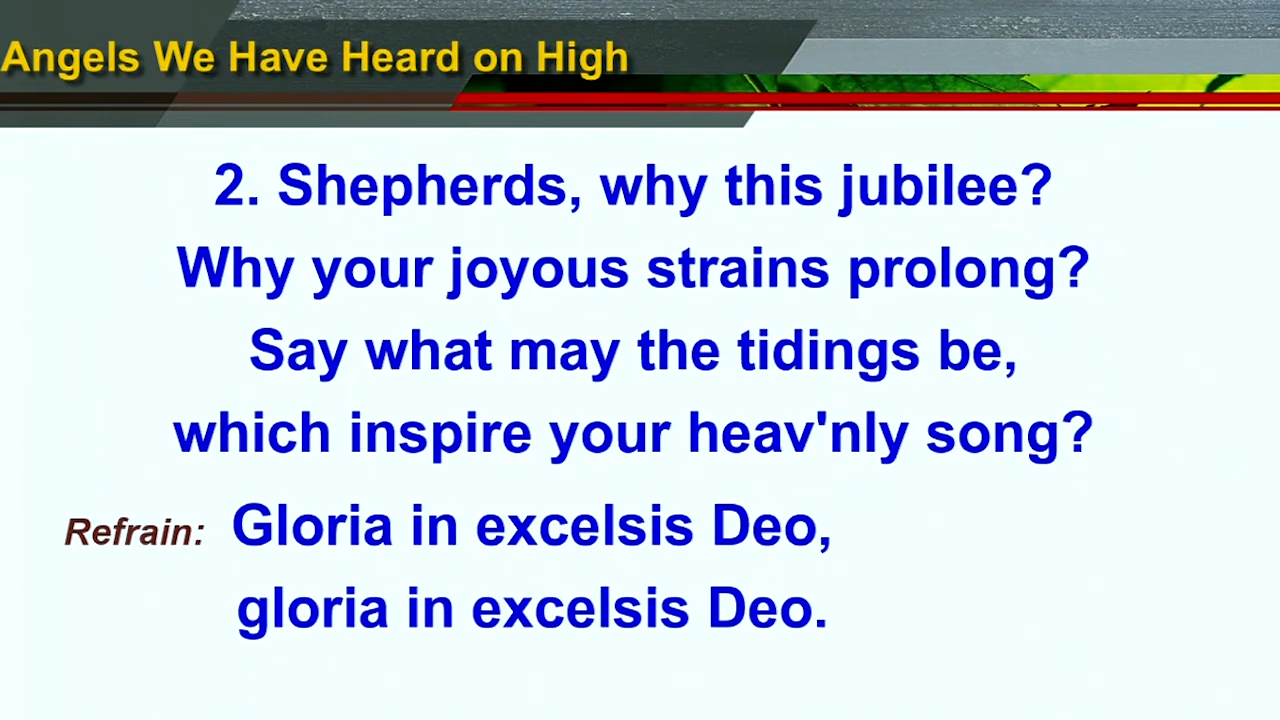 Angels We Have Heard on High
2. Shepherds, why this jubilee?
Why your joyous strains prolong?
Say what may the tidings be,
which inspire your heav'nly song?
Refrain: Gloria in excelsis Deo,
gloria in excelsis Deo.